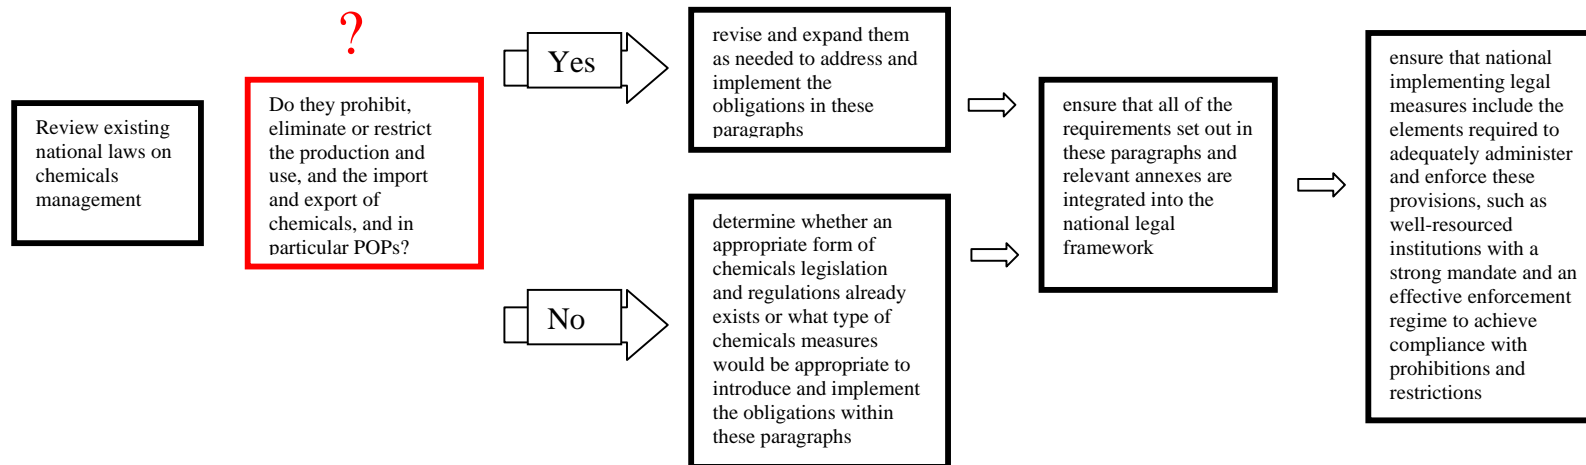 Review existing
national laws on
chemicals
management
?
Do they prohibit,
eliminate or restrict
the production and
use, and the import
and export of
chemicals, and in
particular POPs?
Yes
revise and expand them
as needed to address and
implement the
obligations in these
paragraphs
No
determine whether an
appropriate form of
chemicals legislation
and regulations already
exists or what type of
chemicals measures
would be appropriate to
introduce and implement
the obligations within
these paragraphs
ensure that all of the
requirements set out in
these paragraphs and
relevant annexes are
integrated into the
national legal
framework
ensure that national
implementing legal
measures include the
elements required to
adequately administer
and enforce these
provisions, such as
well-resourced
institutions with a
strong mandate and an
effective enforcement
regime to achieve
compliance with
prohibitions and
restrictions